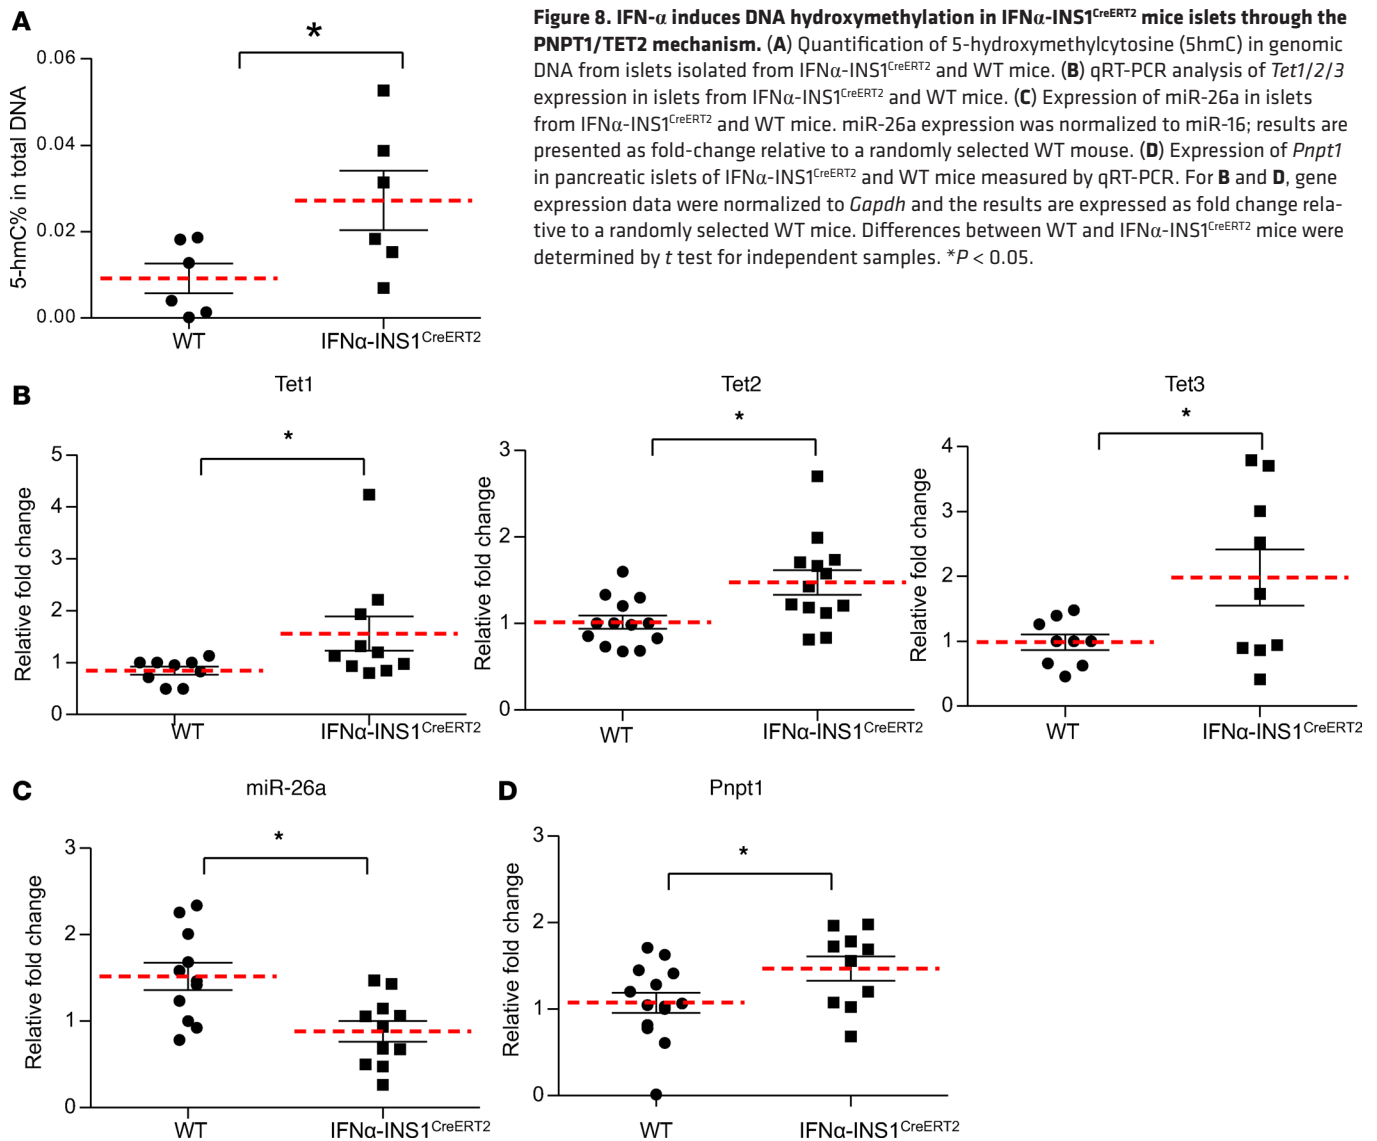 A
Figure 8. IFN-α induces DNA hydroxymethylation in IFNα-INS1CreERT2 mice islets through the
PNPT1/TET2 mechanism. (A) Quantification of 5-hydroxymethylcytosine (5hmC) in genomic
DNA from islets isolated from IFNα-INS1CreERT2 and WT mice. (B) qRT-PCR analysis of Tet1/2/3
expression in islets from IFNα-INS1CreERT2 and WT mice. (C) Expression of miR-26a in islets
from IFNα-INS1CreERT2 and WT mice. miR-26a expression was normalized to miR-16; results are
presented as fold-change relative to a randomly selected WT mouse. (D) Expression of Pnpt1
in pancreatic islets of IFNα-INS1CreERT2 and WT mice measured by qRT-PCR. For B and D, gene
expression data were normalized to Gapdh and the results are expressed as fold change rela-
tive to a randomly selected WT mice. Differences between WT and IFNα-INS1CreERT2 mice were
determined by t test for independent samples. *P < 0.05.
*
5-hmC% in total DNA
0.06
0.04
0.02
0.00
WT
IFNα-INS1CreERT2
B
Tet1
*
Relative fold change
5
4
3
2
1
0
WT
IFNα-INS1CreERT2
Tet2
*
Relative fold change
3
2
1
0
WT
IFNα-INS1CreERT2
Tet3
*
Relative fold change
4
3
2
1
0
WT
IFNα-INS1CreERT2
C
miR-26a
*
Relative fold change
3
2
1
0
WT
IFNα-INS1CreERT2
D
Pnpt1
*
Relative fold change
3
2
1
0
WT
IFNα-INS1CreERT2